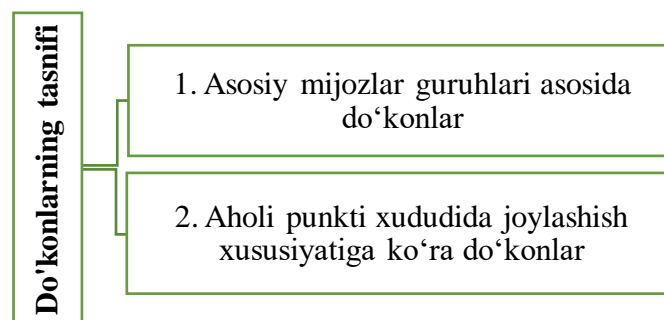 Do'konlarning tasnifi
1. Asosiy mijozlar guruhlari asosida
do‘konlar
2. Aholi punkti xududida joylashish
xususiyatiga ko‘ra do‘konlar